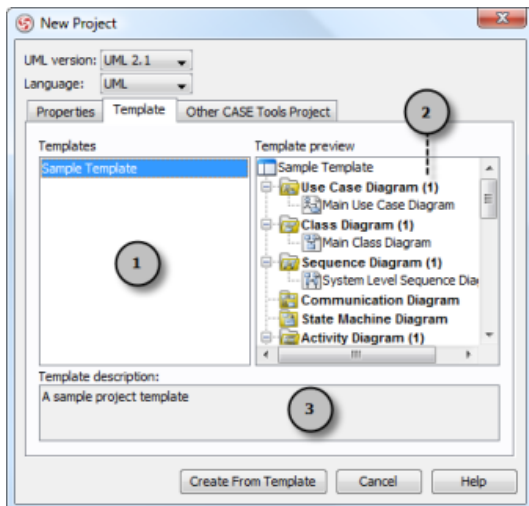 New Project
UML version: UML 2.1
Language: UML
Properties Template Other CASE Tools Project
2
Templates
Sample Template
1
Template preview
Sample Template
Use Case Diagram (1)
Main Use Case Diagram
Class Diagram (1)
Main Class Diagram
Sequence Diagram (1)
System Level Sequence Dia
Communication Diagram
State Machine Diagram
Activity Diagram (1)
Template description:
A sample project template
3
Create From Template Cancel Help